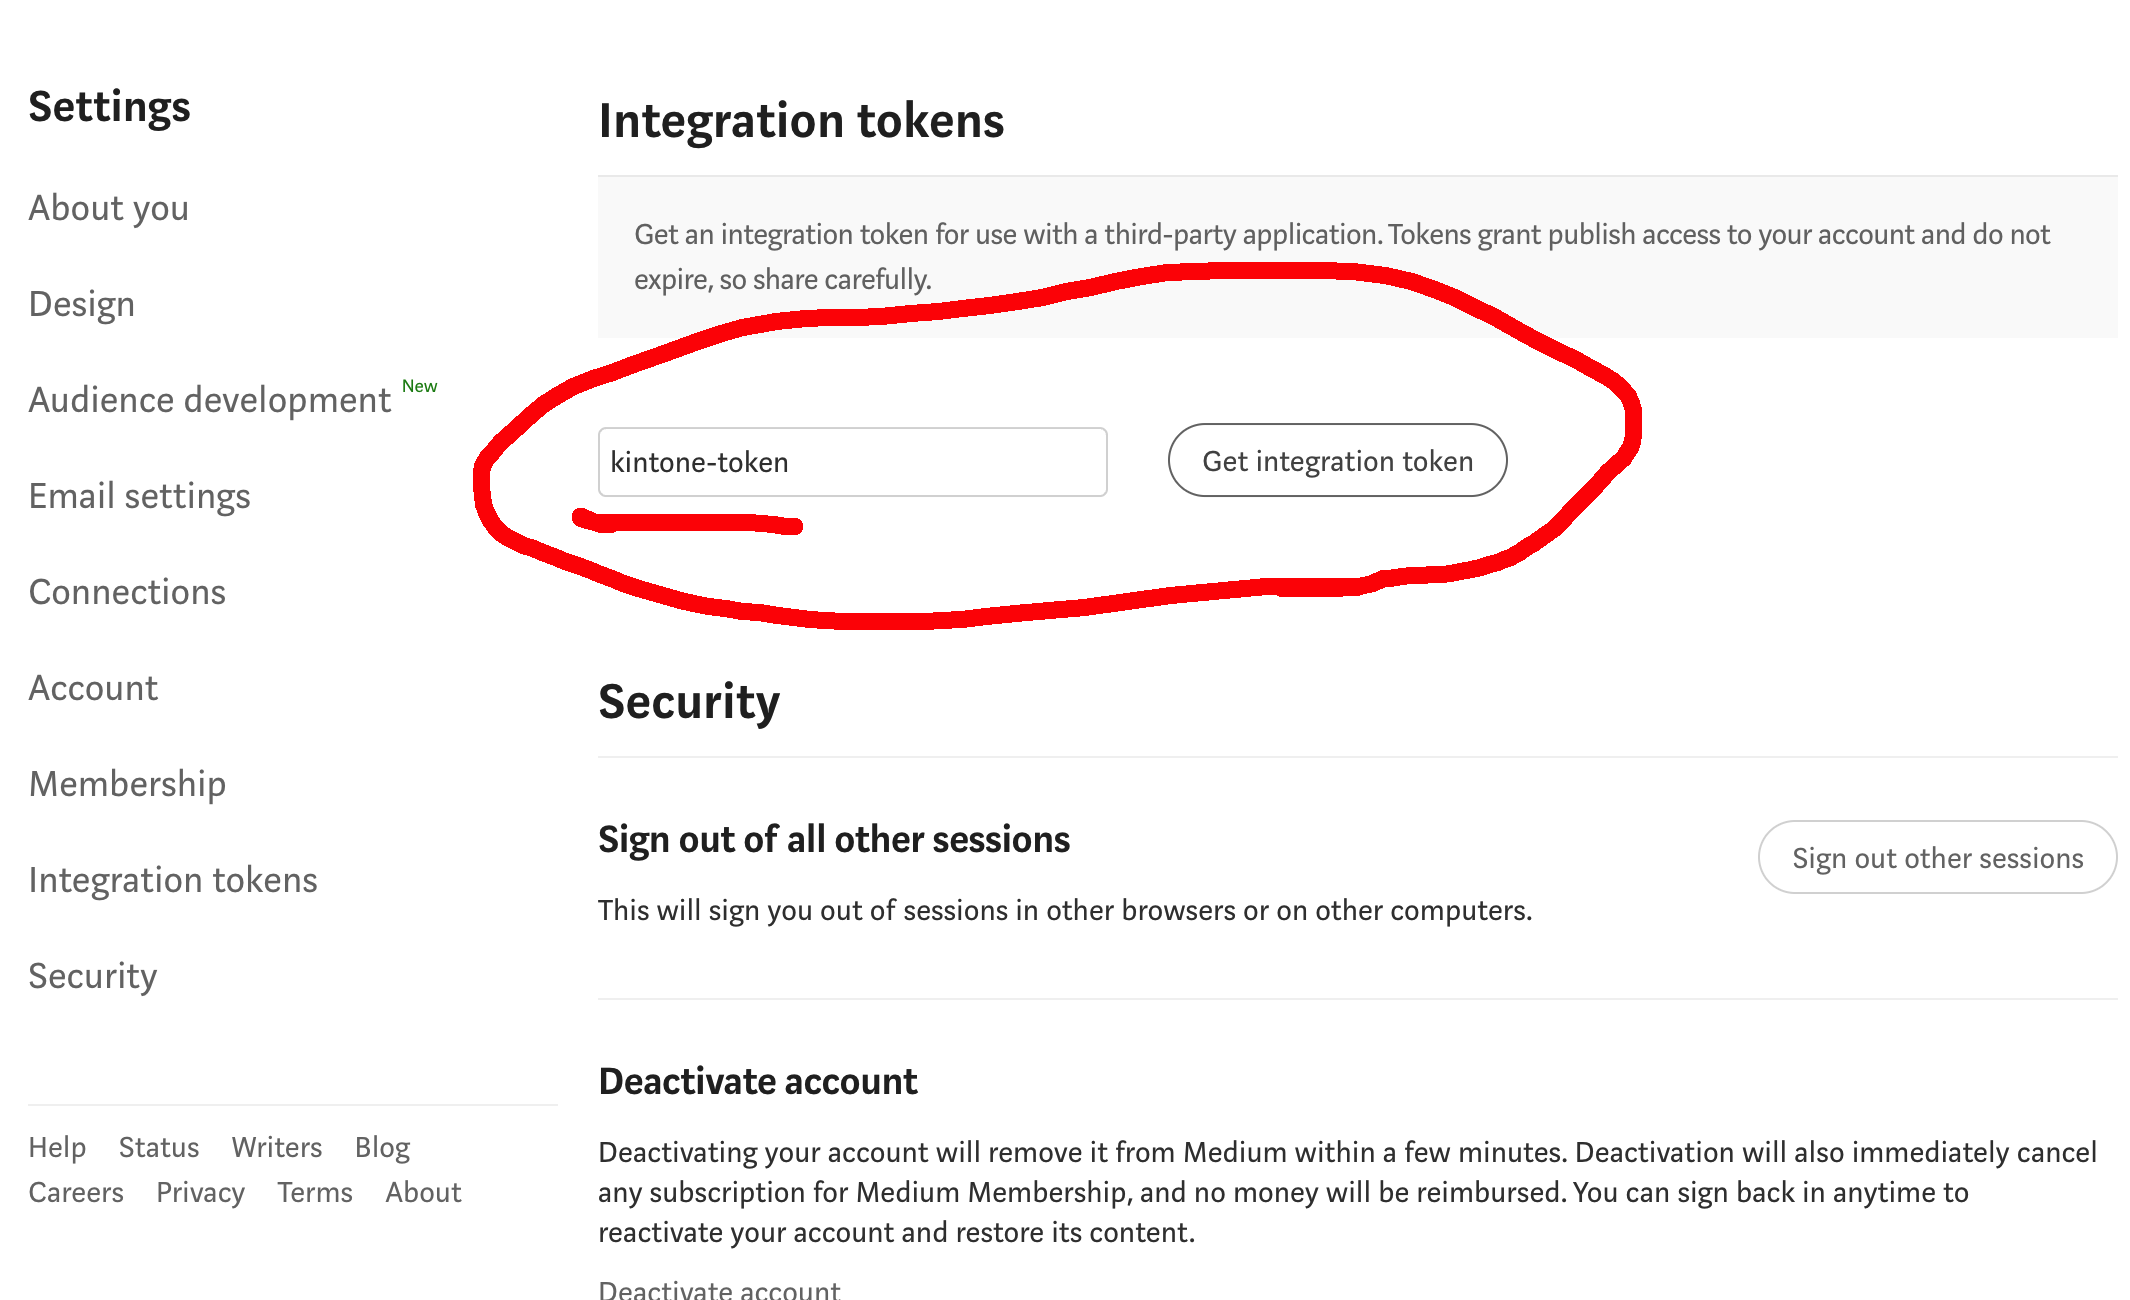 Settings
About you
Design
Audience development New
Email settings
Connections
Account
Membership
Integration tokens
Security
Help Status Writers Blog
Careers Privacy Terms About
Integration tokens
Get an integration token for use with a third-party application. Tokens grant publish access to your account and do not
expire, so share carefully.
kintone-token Get integration token
Security
Sign out of all other sessions
Sign out other sessions
This will sign you out of sessions in other browsers or on other computers.
Deactivate account
Deactivating your account will remove it from Medium within a few minutes. Deactivation will also immediately cancel
any subscription for Medium Membership, and no money will be reimbursed. You can sign back in anytime to
reactivate your account and restore its content.
Deactivate account